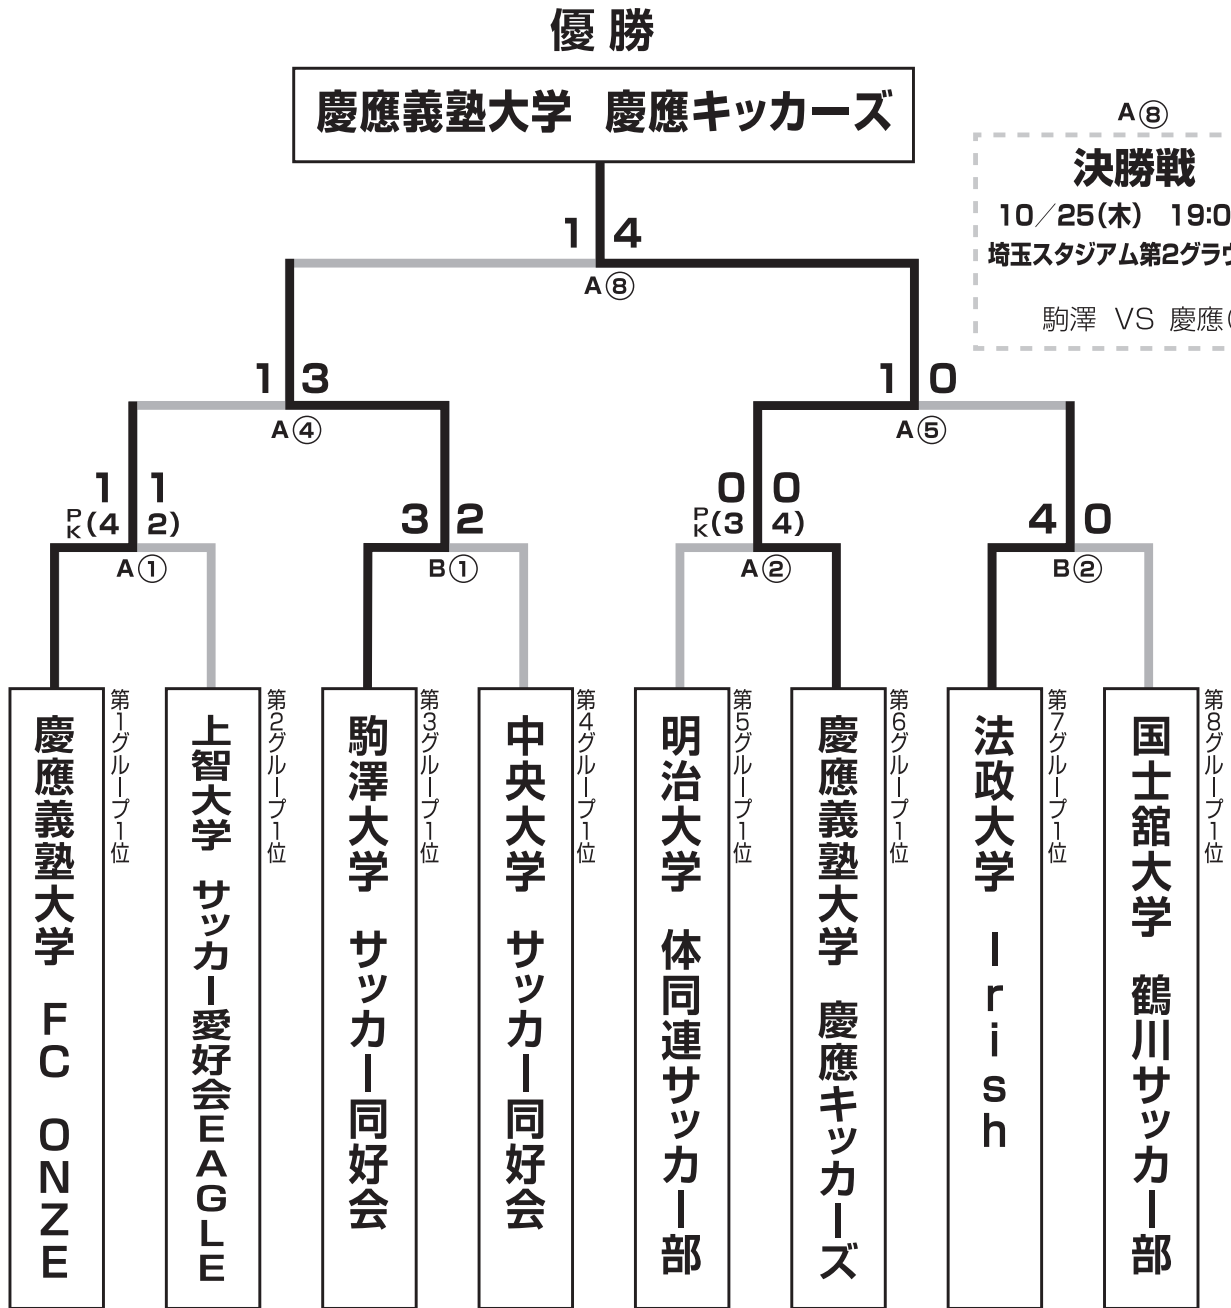 優勝
慶應義塾大学 慶應キッカーズ
A⑧
決勝戦
10/25(木) 19:0
埼玉スタジアム第2グラウ
駒澤 VS 慶應(
1 4
A⑧
1 3
A④
1 0
A⑤
1 1
PK(4 2)
A①
3 2
B①
0 0
PK(3 4)
A②
4 0
B②
慶應義塾大学 FC ONZE
第1グループ1位
上智大学 サッカー愛好会EAGLE
第2グループ1位
駒澤大学 サッカー同好会
第3グループ1位
中央大学 サッカー同好会
第4グループ1位
明治大学 体同連サッカー部
第5グループ1位
慶應義塾大学 慶應キッカーズ
第6グループ1位
法政大学 Irish
第7グループ1位
国士舘大学 鶴川サッカー部
第8グループ1位